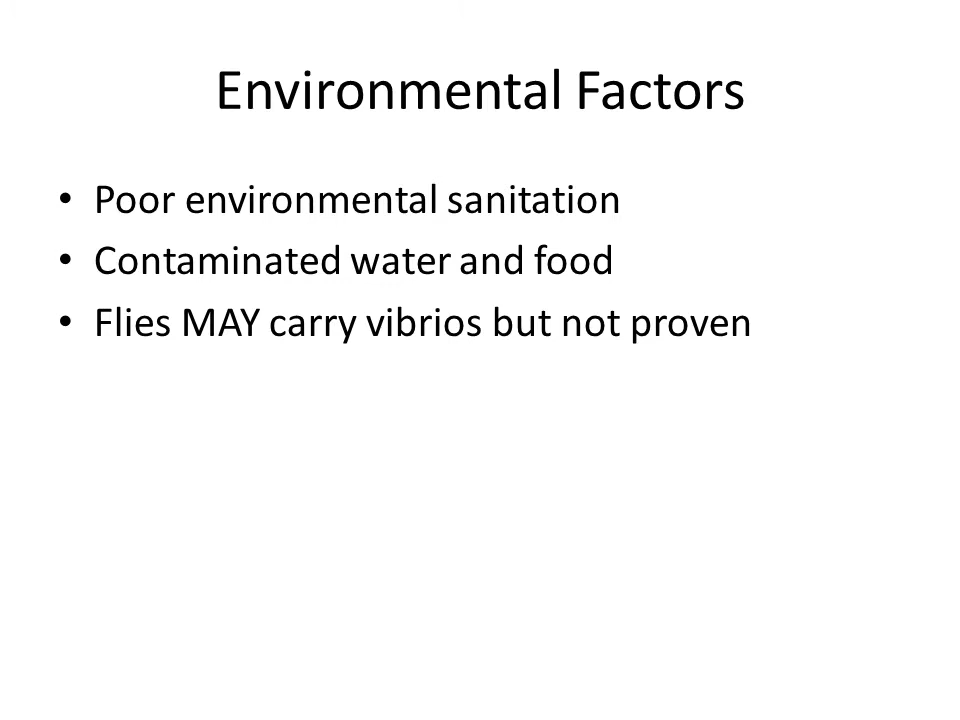 Environmental Factors
• Poor environmental sanitation
• Contaminated water and food
• Flies MAY carry vibrios but not proven